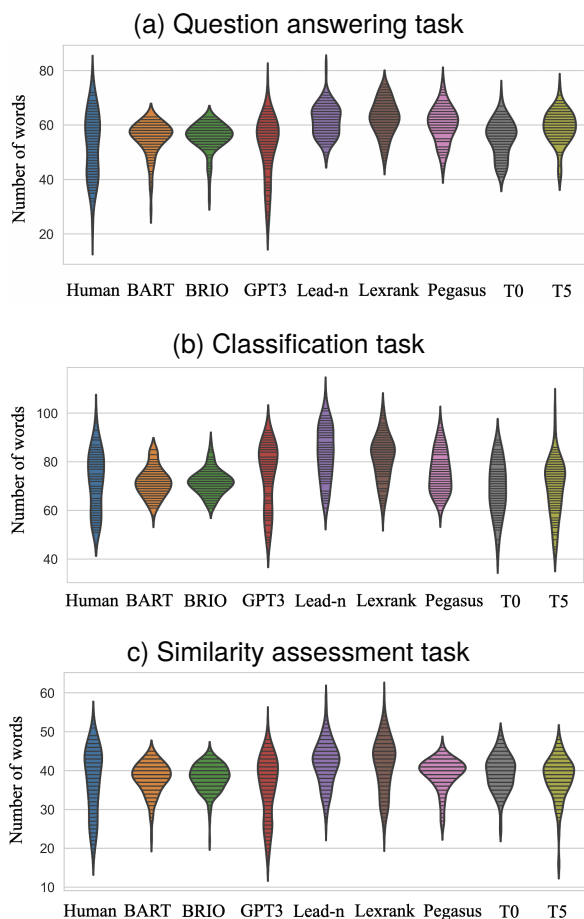 (a) Question answering task
80
60
40
20
Number of words
Human BART BRIO GPT3 Lead-n Lexrank Pegasus T0 T5
(b) Classification task
100
80
60
40
Number of words
Human BART BRIO GPT3 Lead-n Lexrank Pegasus T0 T5
c) Similarity assessment task
60
50
40
30
20
10
Number of words
Human BART BRIO GPT3 Lead-n Lexrank Pegasus T0 T5